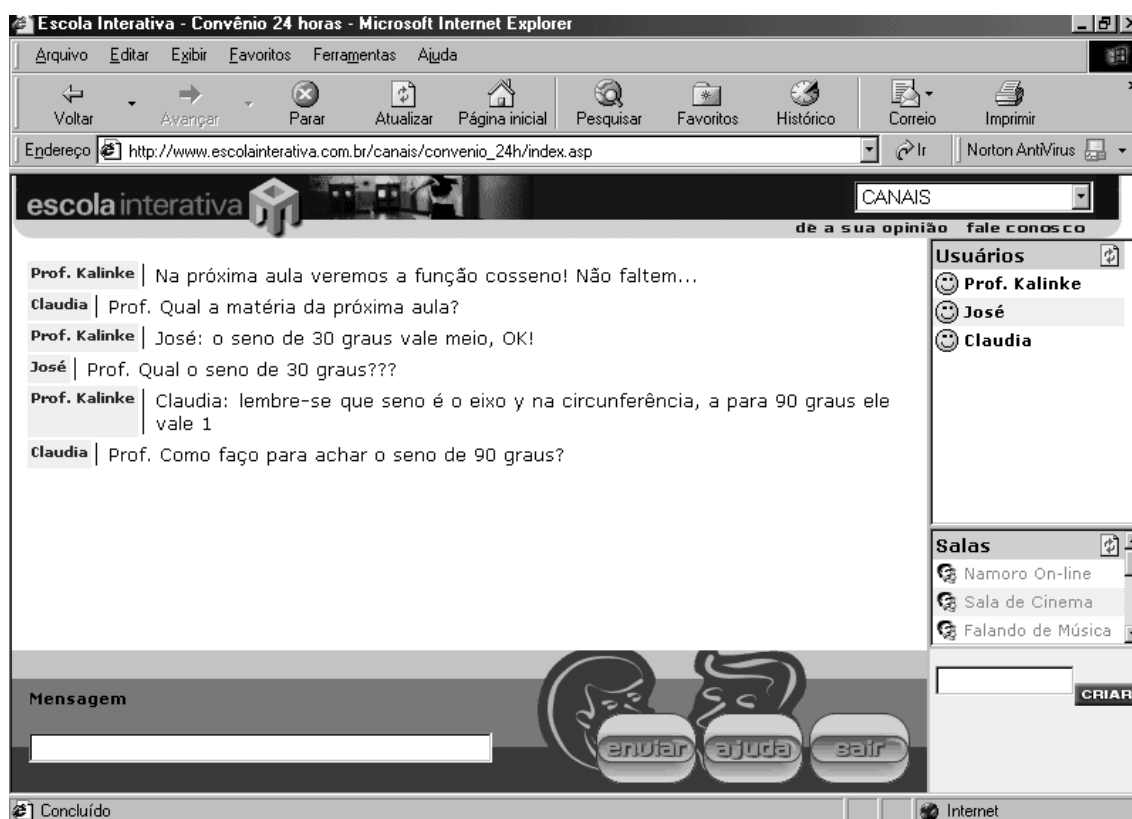 Escola Interativa - Convênio 24 horas - Microsoft Internet Explorer
Arquivo Editar Exibir Favoritos Ferramentas Ajuda
Voltar Avançar Parar Atualizar Página inicial Pesquisar Favoritos Histórico Correio Imprimir
Endereço http://www.escolainterativa.com.br/canais/convenio_24h/index.asp Ir Norton AntiVirus
escola interativa CANAIS
de a sua opinião fale conosco
Prof. Kalinke Na próxima aula veremos a função cosseno! Não faltem...
Claudia Prof. Qual a matéria da próxima aula?
Prof. Kalinke José: o seno de 30 graus vale meio, OK!
José Prof. Qual o seno de 30 graus???
Prof. Kalinke Claudia: lembre-se que seno é o eixo y na circunferência, a para 90 graus ele
vale 1
Claudia Prof. Como faço para achar o seno de 90 graus?
Usuários
Prof. Kalinke
José
Claudia
Salas
Namoro On-line
Sala de Cinema
Falando de Música
CRIAR
Mensagem
enviar ajuda sair
Concluído Internet